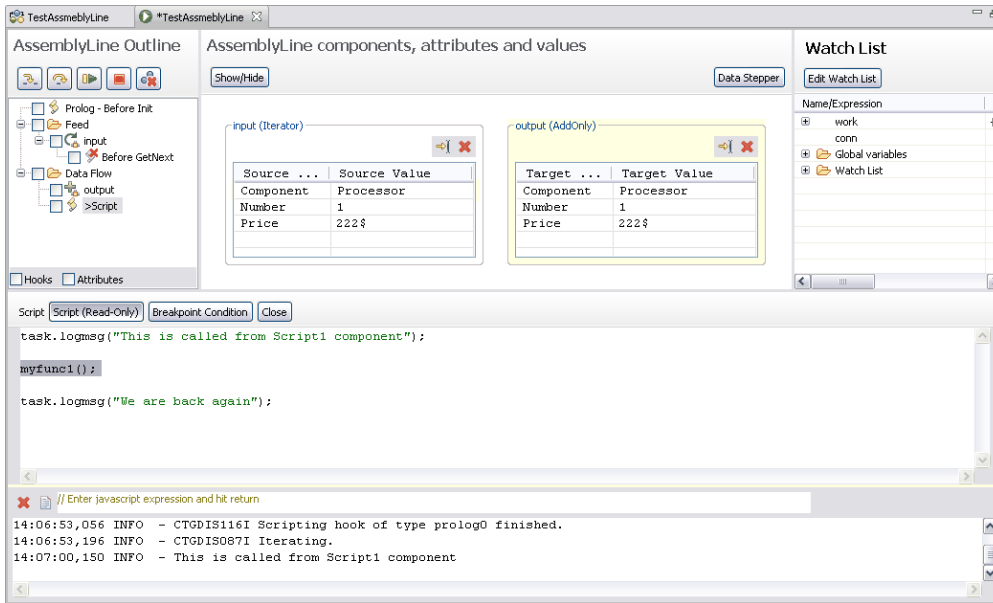 TestAssmeblyLine
*TestAssmeblyLine
AssemblyLine Outline
AssemblyLine components, attributes and values
Watch List
Show/Hide
Data Stepper
Edit Watch List
Prolog - Before Init
Feed
input
Before GetNext
Data Flow
output
>Script
Hooks
Attributes
input (Iterator)
Source ... Source Value
Component Processor
Number 1
Price 222$
output (AddOnly)
Target ... Target Value
Component Processor
Number 1
Price 222$
Name/Expression
work
conn
Global variables
Watch List
Script Script (Read-Only) Breakpoint Condition Close
task.logmsg("This is called from Script1 component");
myfunc1();
task.logmsg("We are back again");
// Enter javascript expression and hit return
14:06:53,056 INFO - CTGDIS116I Scripting hook of type prolog0 finished.
14:06:53,196 INFO - CTGDIS087I Iterating.
14:07:00,150 INFO - This is called from Script1 component